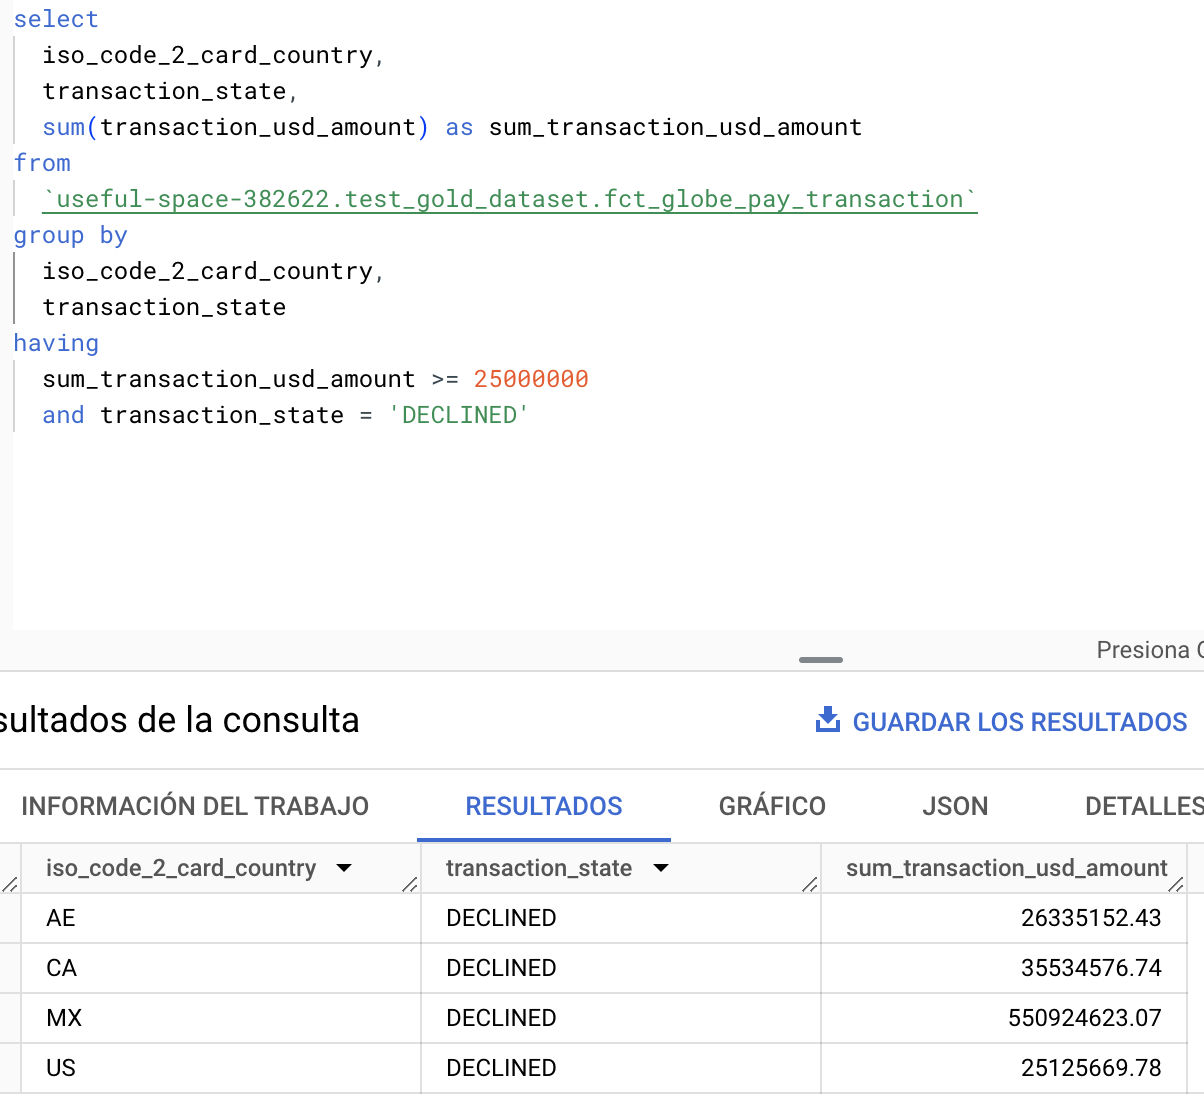 select
iso_code_2_card_country,
transaction_state,
sum(transaction_usd_amount) as sum_transaction_usd_amount
from
`useful-space-382622.test_gold_dataset.fct_globe_pay_transaction`
group by
iso_code_2_card_country,
transaction_state
having
sum_transaction_usd_amount >= 25000000
and transaction_state = 'DECLINED'
Presiona
sultados de la consulta
GUARDAR LOS RESULTADOS
INFORMACIÓN DEL TRABAJO RESULTADOS GRÁFICO JSON DETALLES
iso_code_2_card_country transaction_state sum_transaction_usd_amount
AE DECLINED 26335152.43
CA DECLINED 35534576.74
MX DECLINED 550924623.07
US DECLINED 25125669.78